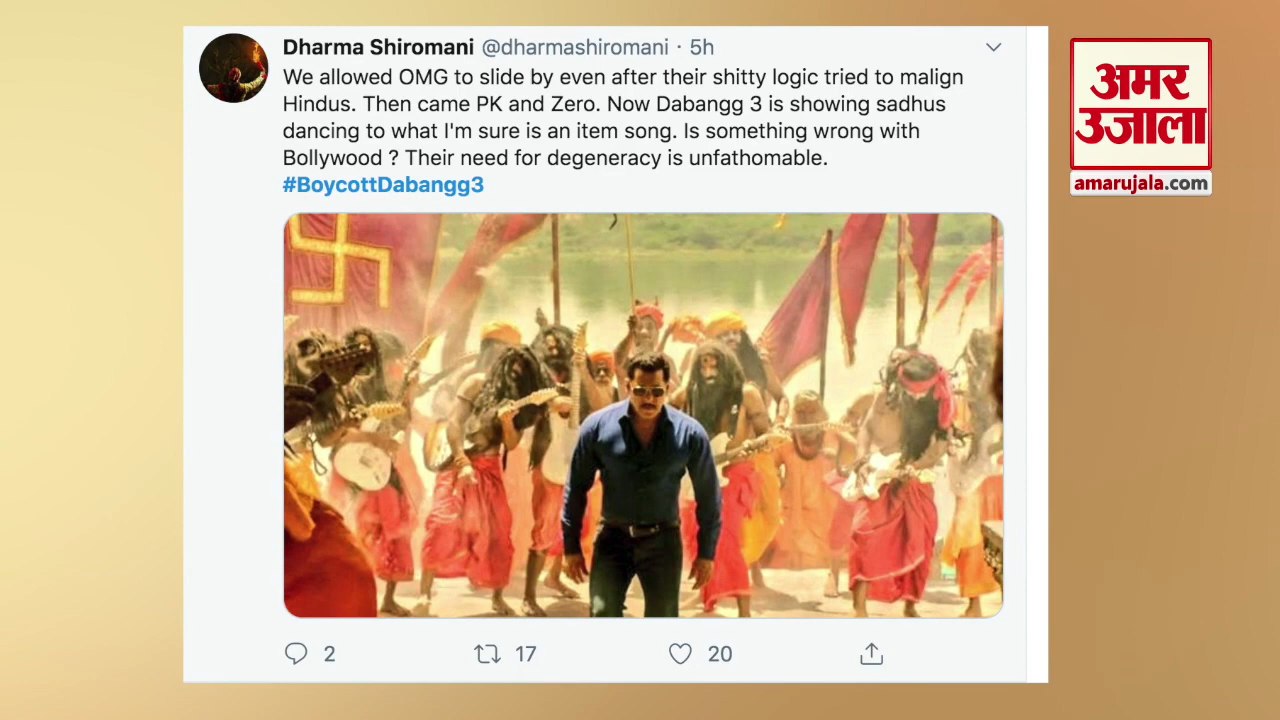 Dharma Shiromani @dharmashiromani · 5h
We allowed OMG to slide by even after their shitty logic tried to malign
Hindus. Then came PK and Zero. Now Dabangg 3 is showing sadhus
dancing to what I'm sure is an item song. Is something wrong with
Bollywood ? Their need for degeneracy is unfathomable.
#BoycottDabangg3
2 17 20
अमर
उजाला
amarujala.com